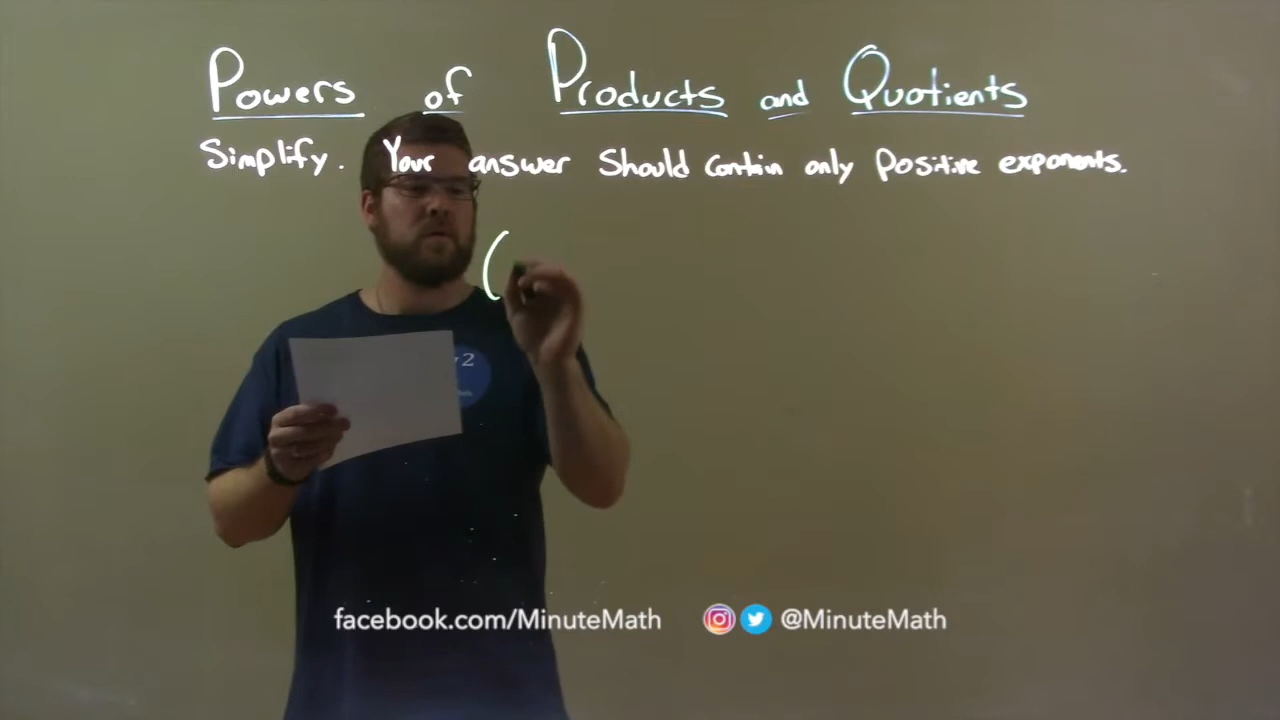 Powers of Products and Quotients
Simplify. Your answer should contain only positive exponents.
(
facebook.com/MinuteMath @MinuteMath